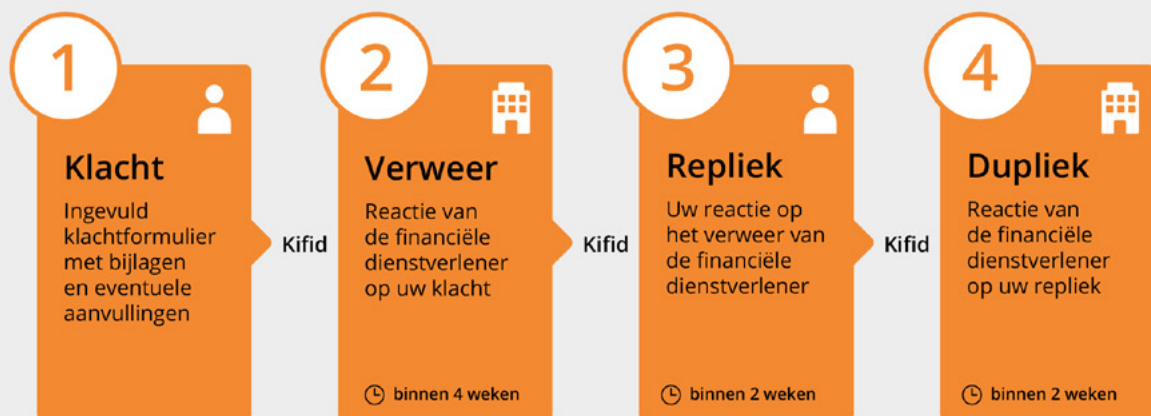 1
Klacht
Ingevuld
klachtformulier
met bijlagen
en eventuele
aanvullingen
Kifid
2
Verweer
Reactie van
de financiële
dienstverlener
op uw klacht
binnen 4 weken
Kifid
3
Repliek
Uw reactie op
het verweer van
de financiële
dienstverlener
binnen 2 weken
Kifid
4
Dupliek
Reactie van
de financiële
dienstverlener
op uw repliek
binnen 2 weken